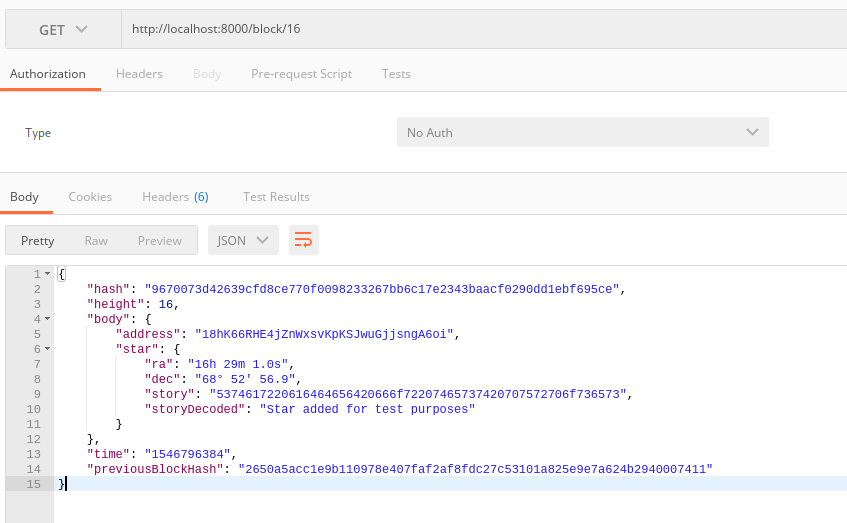 GET http://localhost:8000/block/16
Authorization Headers Body Pre-request Script Tests
Type No Auth
Body Cookies Headers (6) Test Results
Pretty Raw Preview JSON
1 {
2 "hash": "9670073d42639cfd8ce770f0098233267bb6c17e2343baacf0290dd1ebf695ce",
3 "height": 16,
4 "body": {
5 "address": "18hK66RHE4jZnWxsvKpKSJwuGjjsngA6oi",
6 "star": {
7 "ra": "16h 29m 1.0s",
8 "dec": "68° 52' 56.9",
9 "story": "5374617220616464656420666f72207465737420707572706f736573",
10 "storyDecoded": "Star added for test purposes"
11 }
12 },
13 "time": "1546796384",
14 "previousBlockHash": "2650a5acc1e9b110978e407faf2af8fdc27c53101a825e9e7a624b2940007411"
15 }